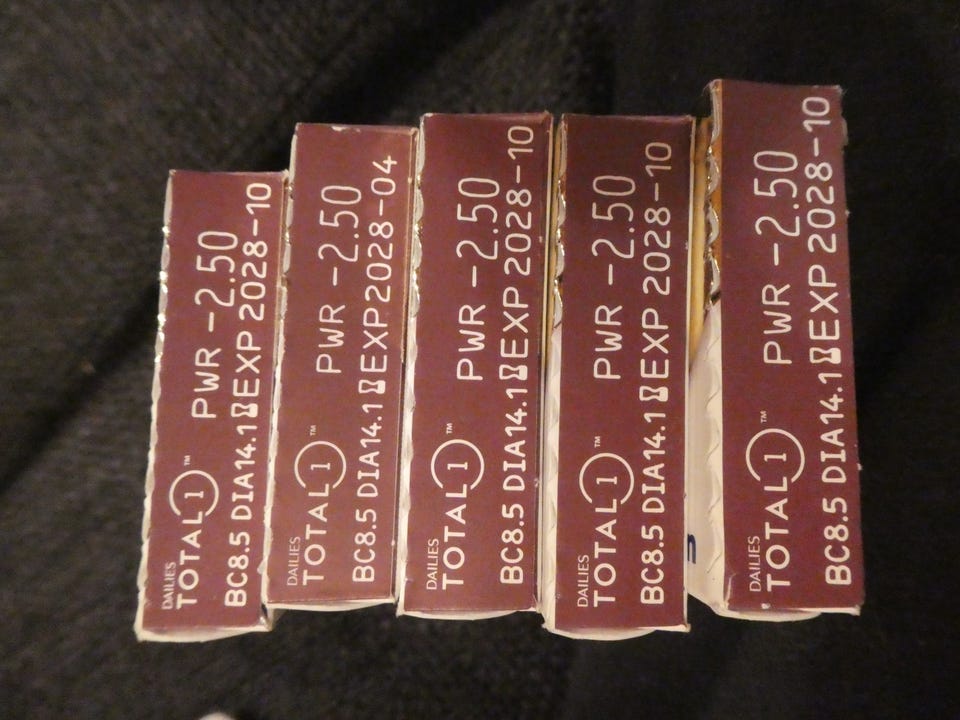 DAILIES
TOTAL1™ PWR -2.50
BC8.5 DIA14.1 EXP 2028-10
DAILIES
TOTAL1™ PWR -2.50
BC8.5 DIA14.1 EXP2028-04
DAILIES
TOTAL1™ PWR -2.50
BC8.5 DIA14.1 EXP 2028-10
DAILIES
TOTAL1™ PWR -2.50
BC8.5 DIA14.1 EXP 2028-10
DAILIES
TOTAL1™ PWR -2.50
BC8.5 DIA14.1 EXP 2028-10